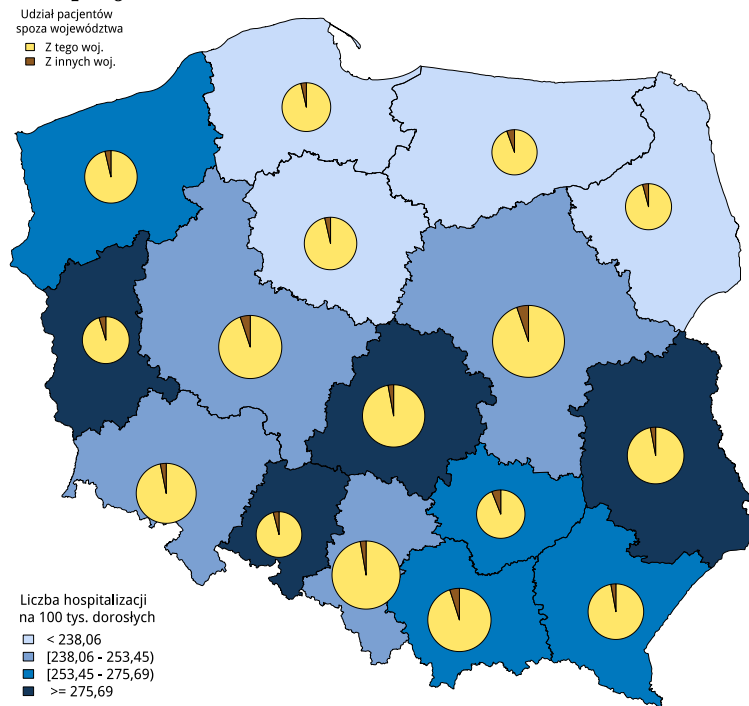 Udział pacjentów
spoza województwa
Z tego woj.
Z innych woj.
Liczba hospitalizacji
na 100 tys. dorosłych
< 238,06
[238,06 - 253,45)
[253,45 - 275,69)
>= 275,69